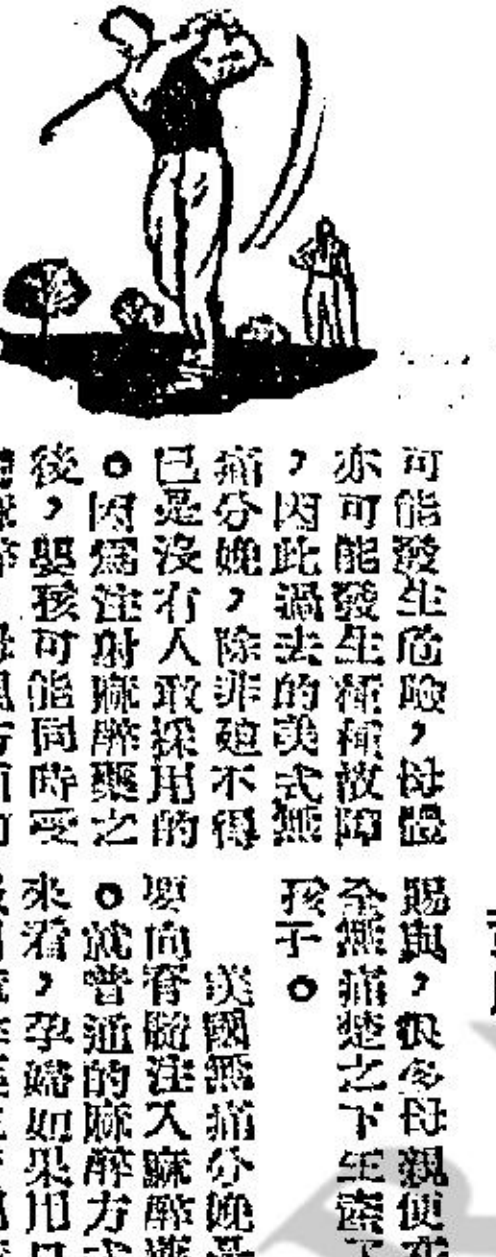 可能發生危險，母體
亦可能發生種種故障
，因此過去的美式無
痛分娩，除非廹不得
已是沒有人敢採用的
。因爲注射麻醉藥之
後，嬰孩可能同時受
賜與，很多母親便在
全無痛楚之下生產了
孩子。
美國無痛分娩是
要向脊髓注入麻醉藥
。就普通的麻醉方式
來看，孕婦如果用